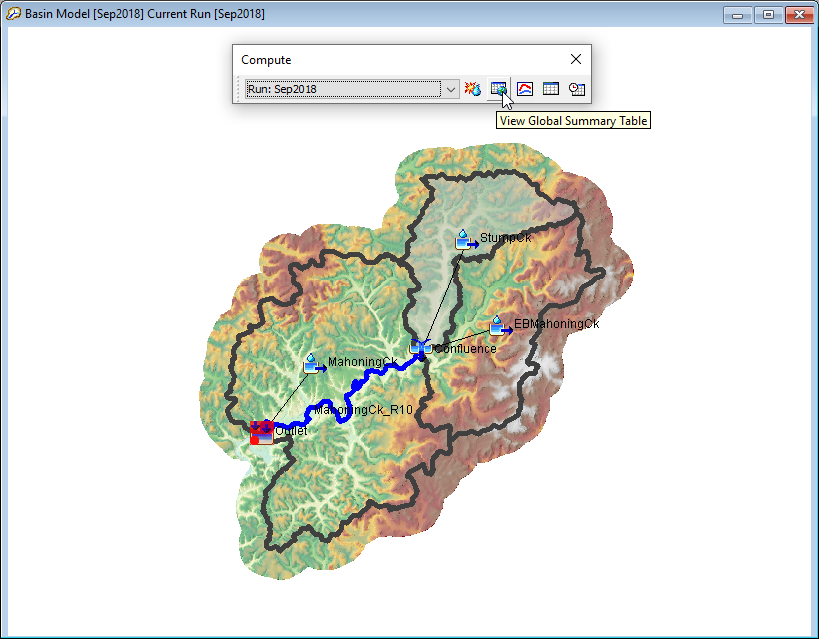 Basin Model [Sep2018] Current Run [Sep2018]
Compute
Run: Sep2018
View Global Summary Table
StumpCk
EBMahoningCk
Confluence
MahoningCk
MahoningCk_R10
Outlet